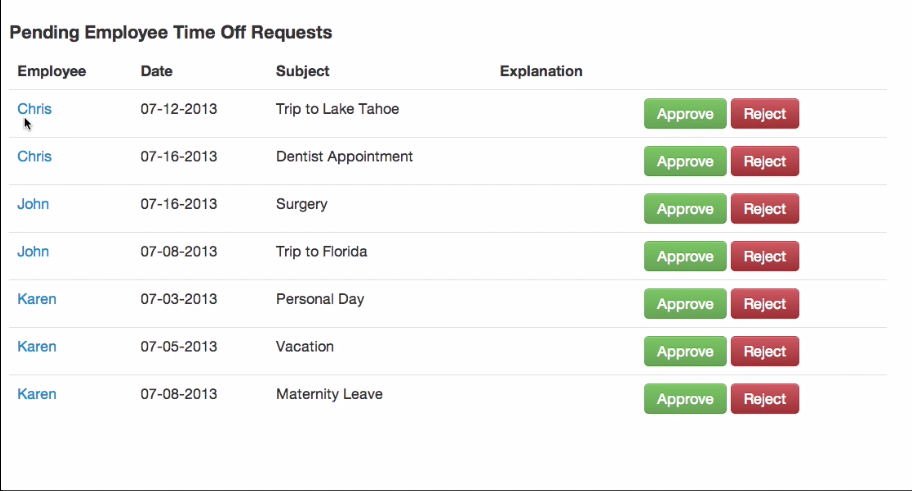 Pending Employee Time Off Requests
Employee Date Subject Explanation
Chris 07-12-2013 Trip to Lake Tahoe Approve Reject
Chris 07-16-2013 Dentist Appointment Approve Reject
John 07-16-2013 Surgery Approve Reject
John 07-08-2013 Trip to Florida Approve Reject
Karen 07-03-2013 Personal Day Approve Reject
Karen 07-05-2013 Vacation Approve Reject
Karen 07-08-2013 Maternity Leave Approve Reject